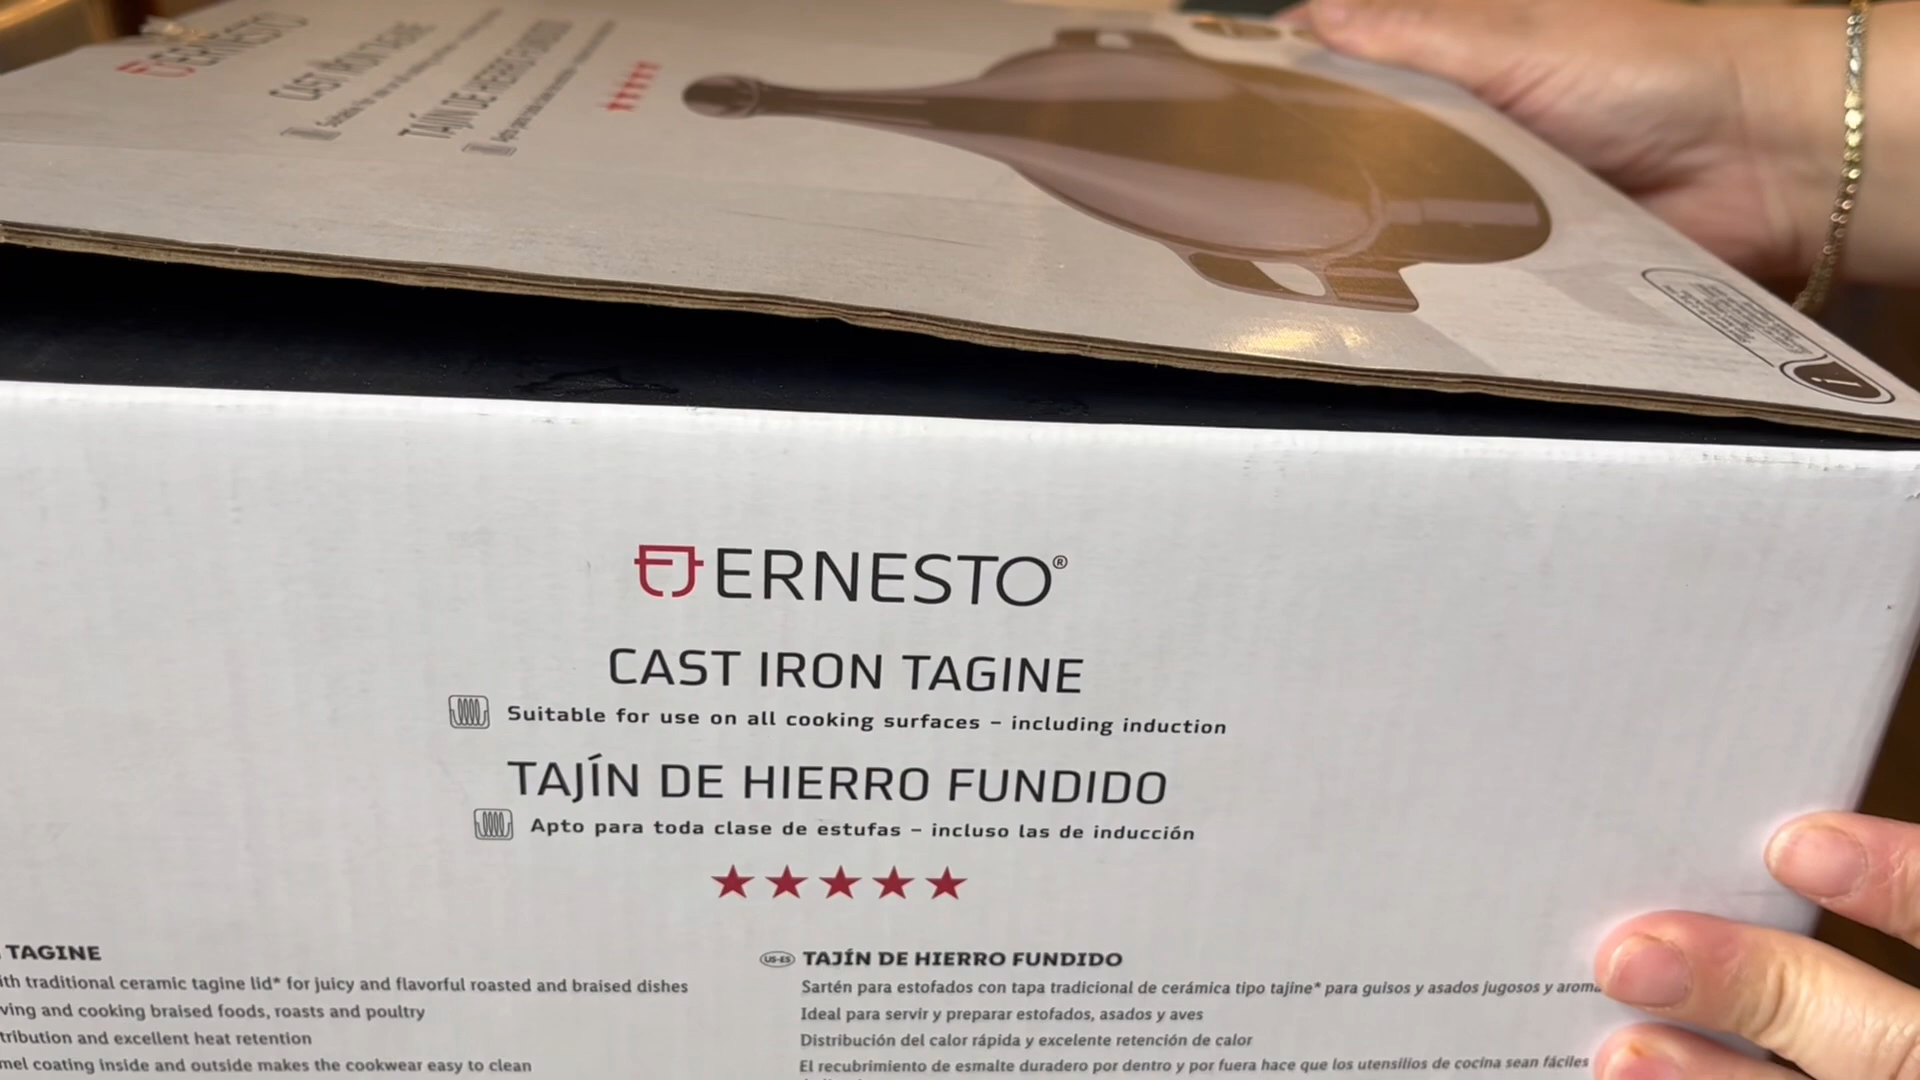 ERNESTO
CAST IRON TAGINE
TAJÍN DE HIERRO FUNDIDO
ERNESTO®
CAST IRON TAGINE
Suitable for use on all cooking surfaces – including induction
TAJÍN DE HIERRO FUNDIDO
Apto para toda clase de estufas – incluso las de inducción
TAGINE
traditional ceramic tagine lid* for juicy and flavorful roasted and braised dishes
and cooking braised foods, roasts and poultry
and excellent heat retention
coating inside and outside makes the cookware easy to clean
US-ES TAJÍN DE HIERRO FUNDIDO
Sartén para estofados con tapa tradicional de cerámica tipo tajine* para guisos y asados jugosos y
Ideal para servir y preparar estofados, asados y aves
Distribución del calor rápida y excelente retención de calor
El recubrimiento de esmalte duradero por dentro y por fuera hace que los utensilios de cocina sean fáciles